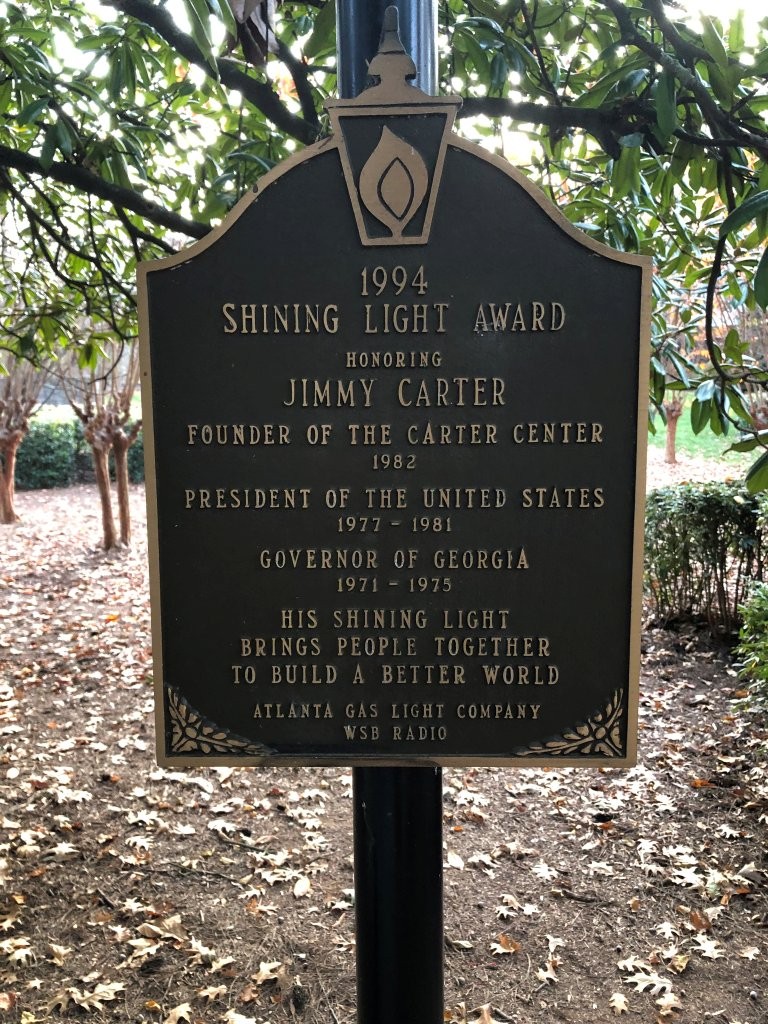 1994
SHINING LIGHT AWARD
HONORING
JIMMY CARTER
FOUNDER OF THE CARTER CENTER
1982
PRESIDENT OF THE UNITED STATES
1977 - 1981
GOVERNOR OF GEORGIA
1971 - 1975
HIS SHINING LIGHT
BRINGS PEOPLE TOGETHER
TO BUILD A BETTER WORLD
ATLANTA GAS LIGHT COMPANY
WSB RADIO